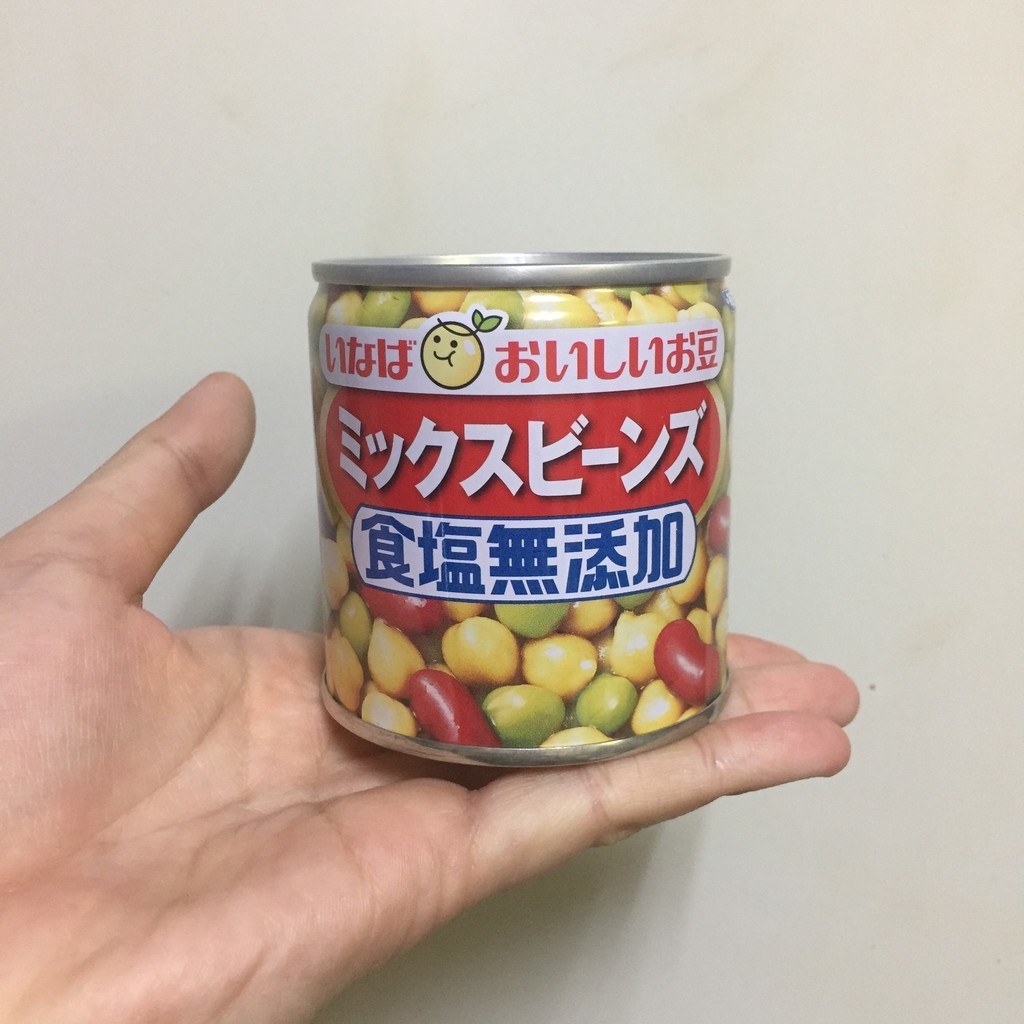 いなば おいしいお豆
ミックスビーンズ
食塩無添加